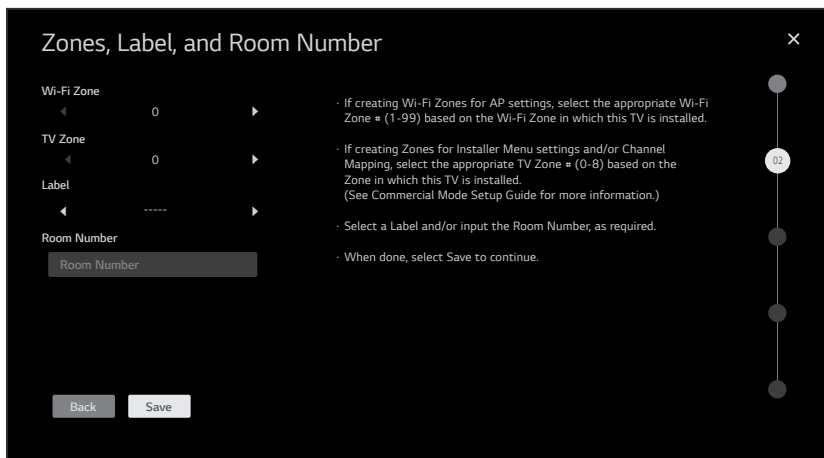 Zones, Label, and Room Number
Wi-Fi Zone
0
TV Zone
0
Label
-----
Room Number
Room Number
· If creating Wi-Fi Zones for AP settings, select the appropriate Wi-Fi
Zone # (1-99) based on the Wi-Fi Zone in which this TV is installed.
· If creating Zones for Installer Menu settings and/or Channel
Mapping, select the appropriate TV Zone # (0-8) based on the
Zone in which this TV is installed.
(See Commercial Mode Setup Guide for more information.)
· Select a Label and/or input the Room Number, as required.
· When done, select Save to continue.
02
Back
Save